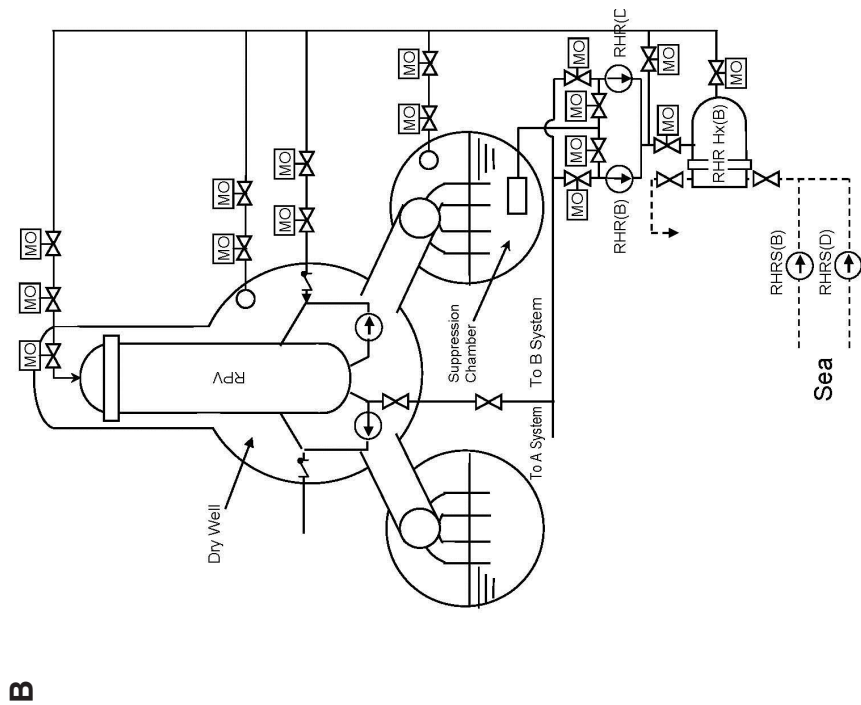 MO
MO
MO
MO
MO
MO
MO
MO
MO
RPV
Dry Well
Suppression
Chamber
To A System
To B System
MO
MO
MO
MO
RHR(B)
RHR(D
MO
MO
MO
RHR Hx(B)
RHRS(B)
RHRS(D)
Sea
B